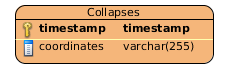 Collapses
timestamp timestamp
coordinates varchar(255)